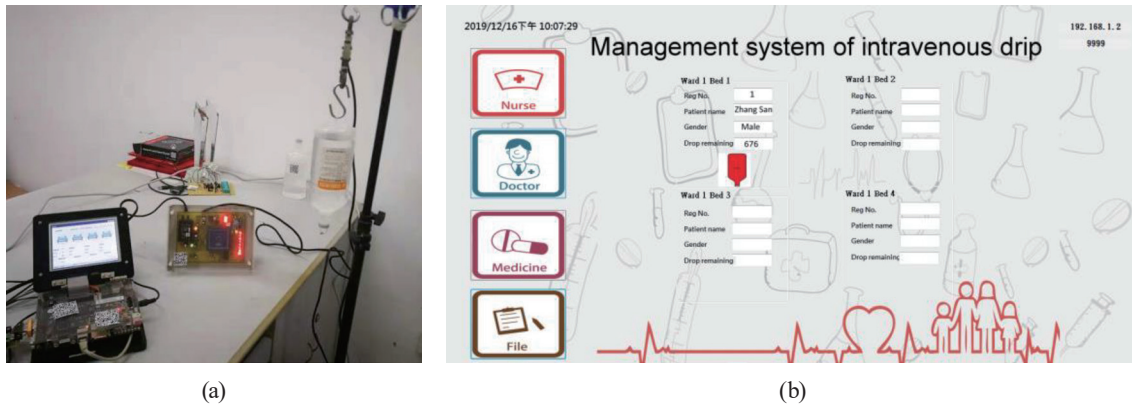 2019/12/16下午 10:07:29
192.168.1.2
9999
Management system of intravenous drip
Nurse
Doctor
Medicine
File
Ward 1 Bed 1
Reg No. 1
Patient name Zhang San
Gender Male
Drop remaining 676
Ward 1 Bed 2
Reg No.
Patient name
Gender
Drop remaining
Ward 1 Bed 3
Reg No.
Patient name
Gender
Drop remaining
Ward 1 Bed 4
Reg No.
Patient name
Gender
Drop remaining
(a)
(b)